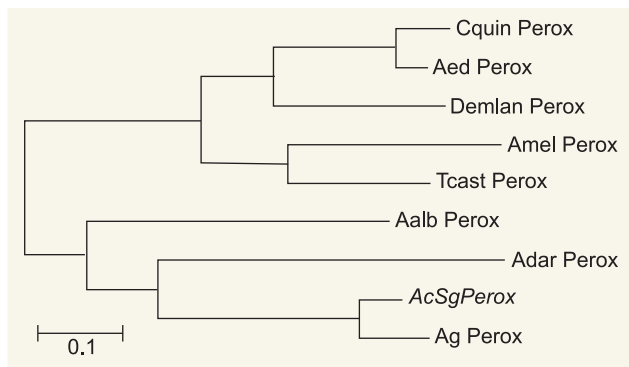 Cquin Perox
Aed Perox
Demlan Perox
Amel Perox
Tcast Perox
Aalb Perox
Adar Perox
AcSgPerox
Ag Perox
0.1